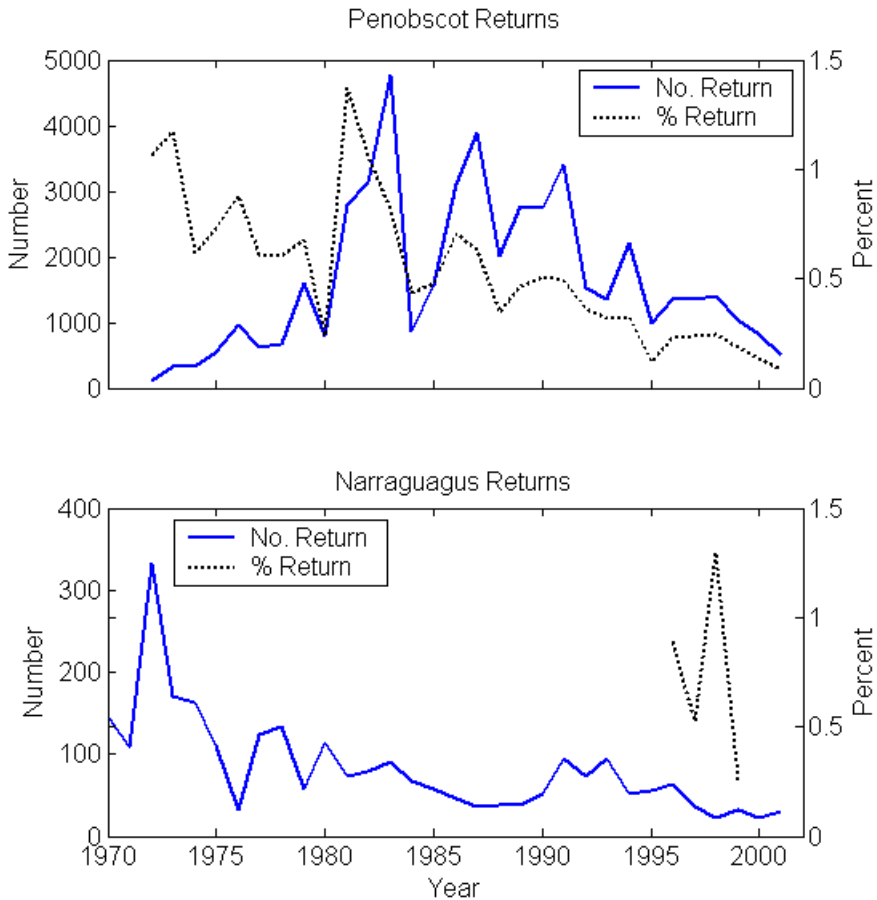 Penobscot Returns
5000
4000
3000
2000
1000
0
Number
No. Return
% Return
1.5
1
0.5
0
Percent
Narraguagus Returns
400
300
200
100
0
Number
No. Return
% Return
1.5
1
0.5
0
Percent
1970 1975 1980 1985 1990 1995 2000
Year